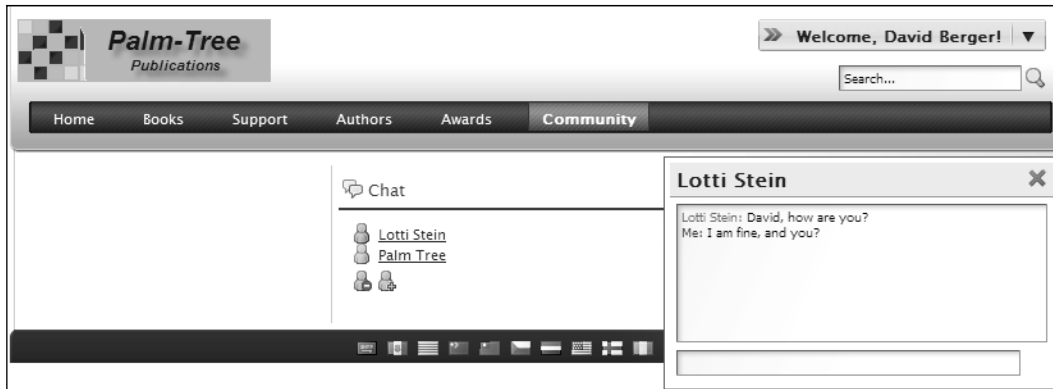 Palm-Tree
Publications
Welcome, David Berger!
Search...
Home Books Support Authors Awards Community
Chat
Lotti Stein
Palm Tree
Lotti Stein
Lotti Stein: David, how are you?
Me: I am fine, and you?